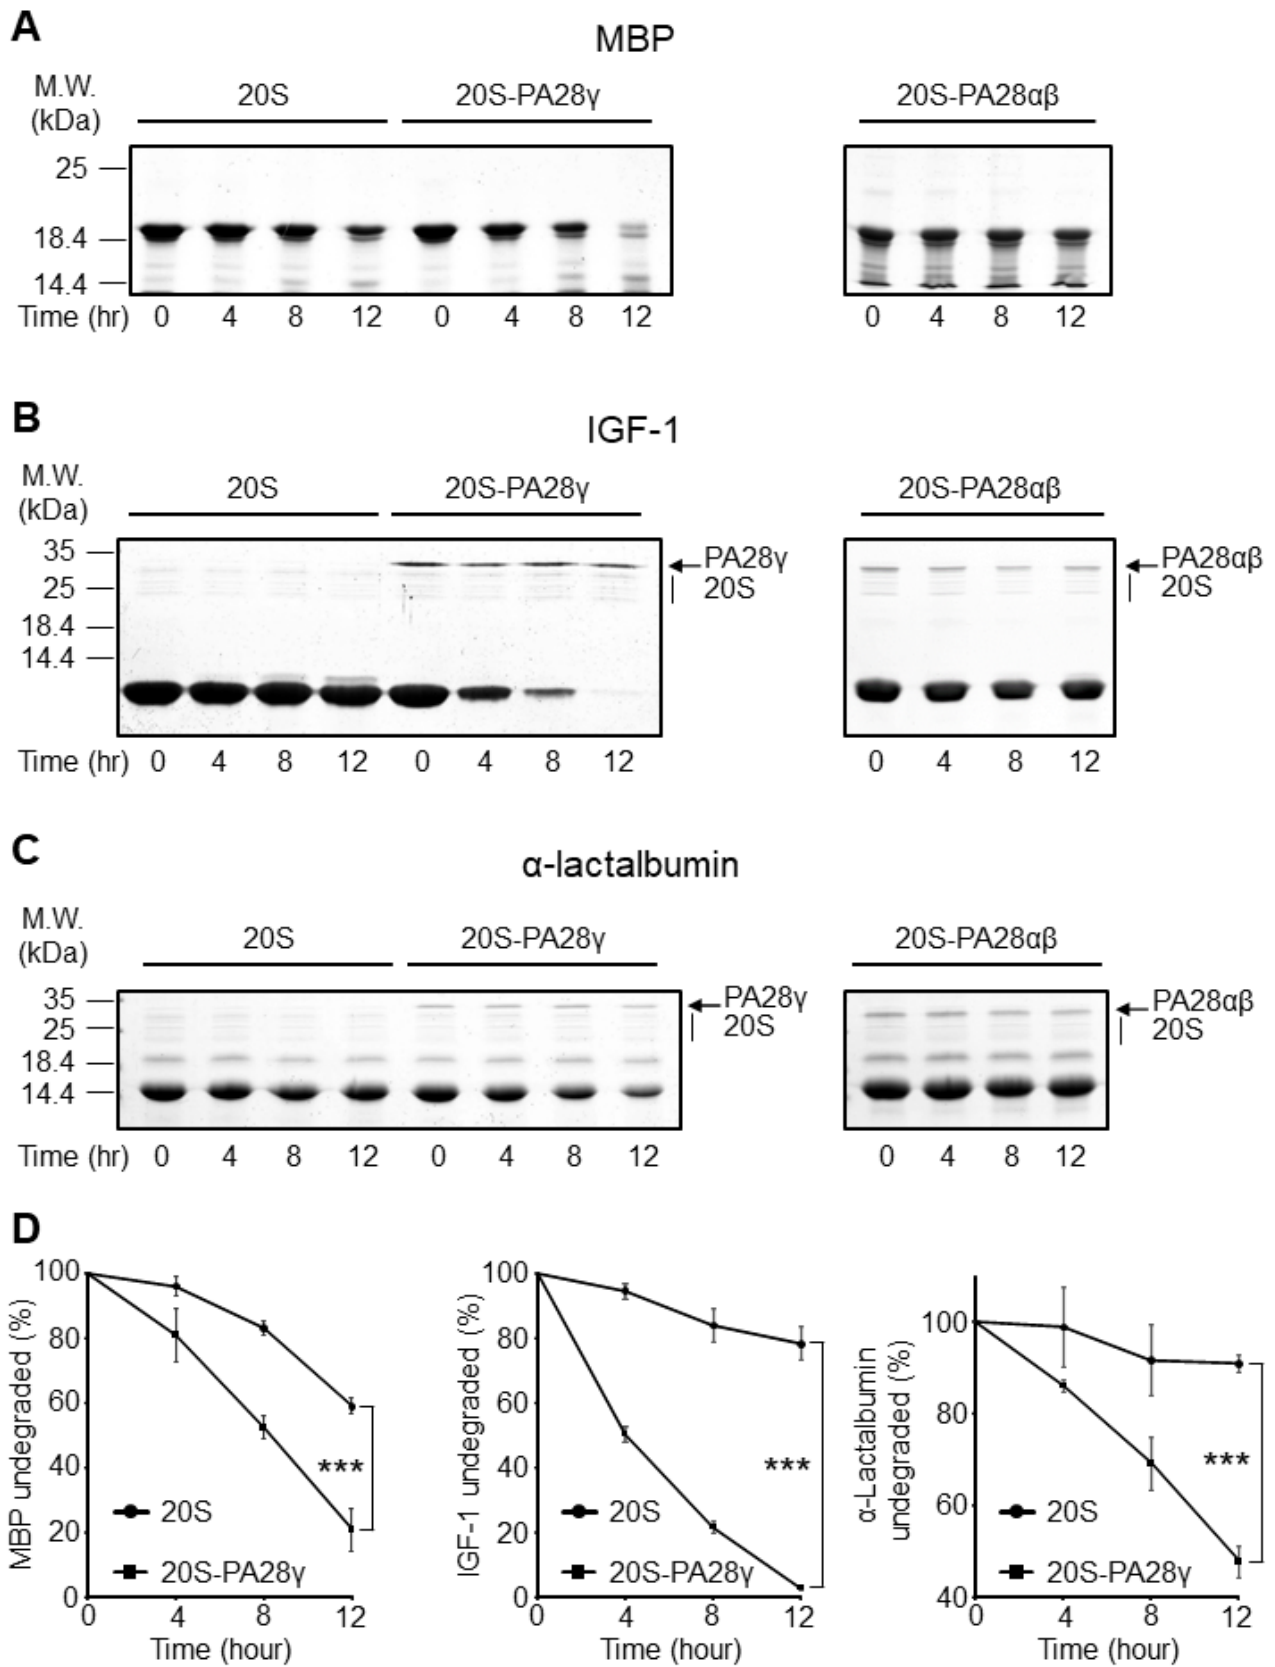 A
MBP
M.W.
(kDa)
20S
20S-PA28γ
20S-PA28αβ
25
18.4
14.4
Time (hr) 0 4 8 12 0 4 8 12 0 4 8 12
B
IGF-1
M.W.
(kDa)
20S
20S-PA28γ
20S-PA28αβ
35
25
18.4
14.4
PA28γ
20S
PA28αβ
20S
Time (hr) 0 4 8 12 0 4 8 12 0 4 8 12
C
α-lactalbumin
M.W.
(kDa)
20S
20S-PA28γ
20S-PA28αβ
35
25
18.4
14.4
PA28γ
20S
PA28αβ
20S
Time (hr) 0 4 8 12 0 4 8 12 0 4 8 12
D
MBP undegraded (%)
100
80
60
40
20
0
***
20S
20S-PA28γ
0 4 8 12
Time (hour)
IGF-1 undegraded (%)
100
80
60
40
20
0
***
20S
20S-PA28γ
0 4 8 12
Time (hour)
α-Lactalbumin
undegraded (%)
100
80
60
40
***
20S
20S-PA28γ
0 4 8 12
Time (hour)